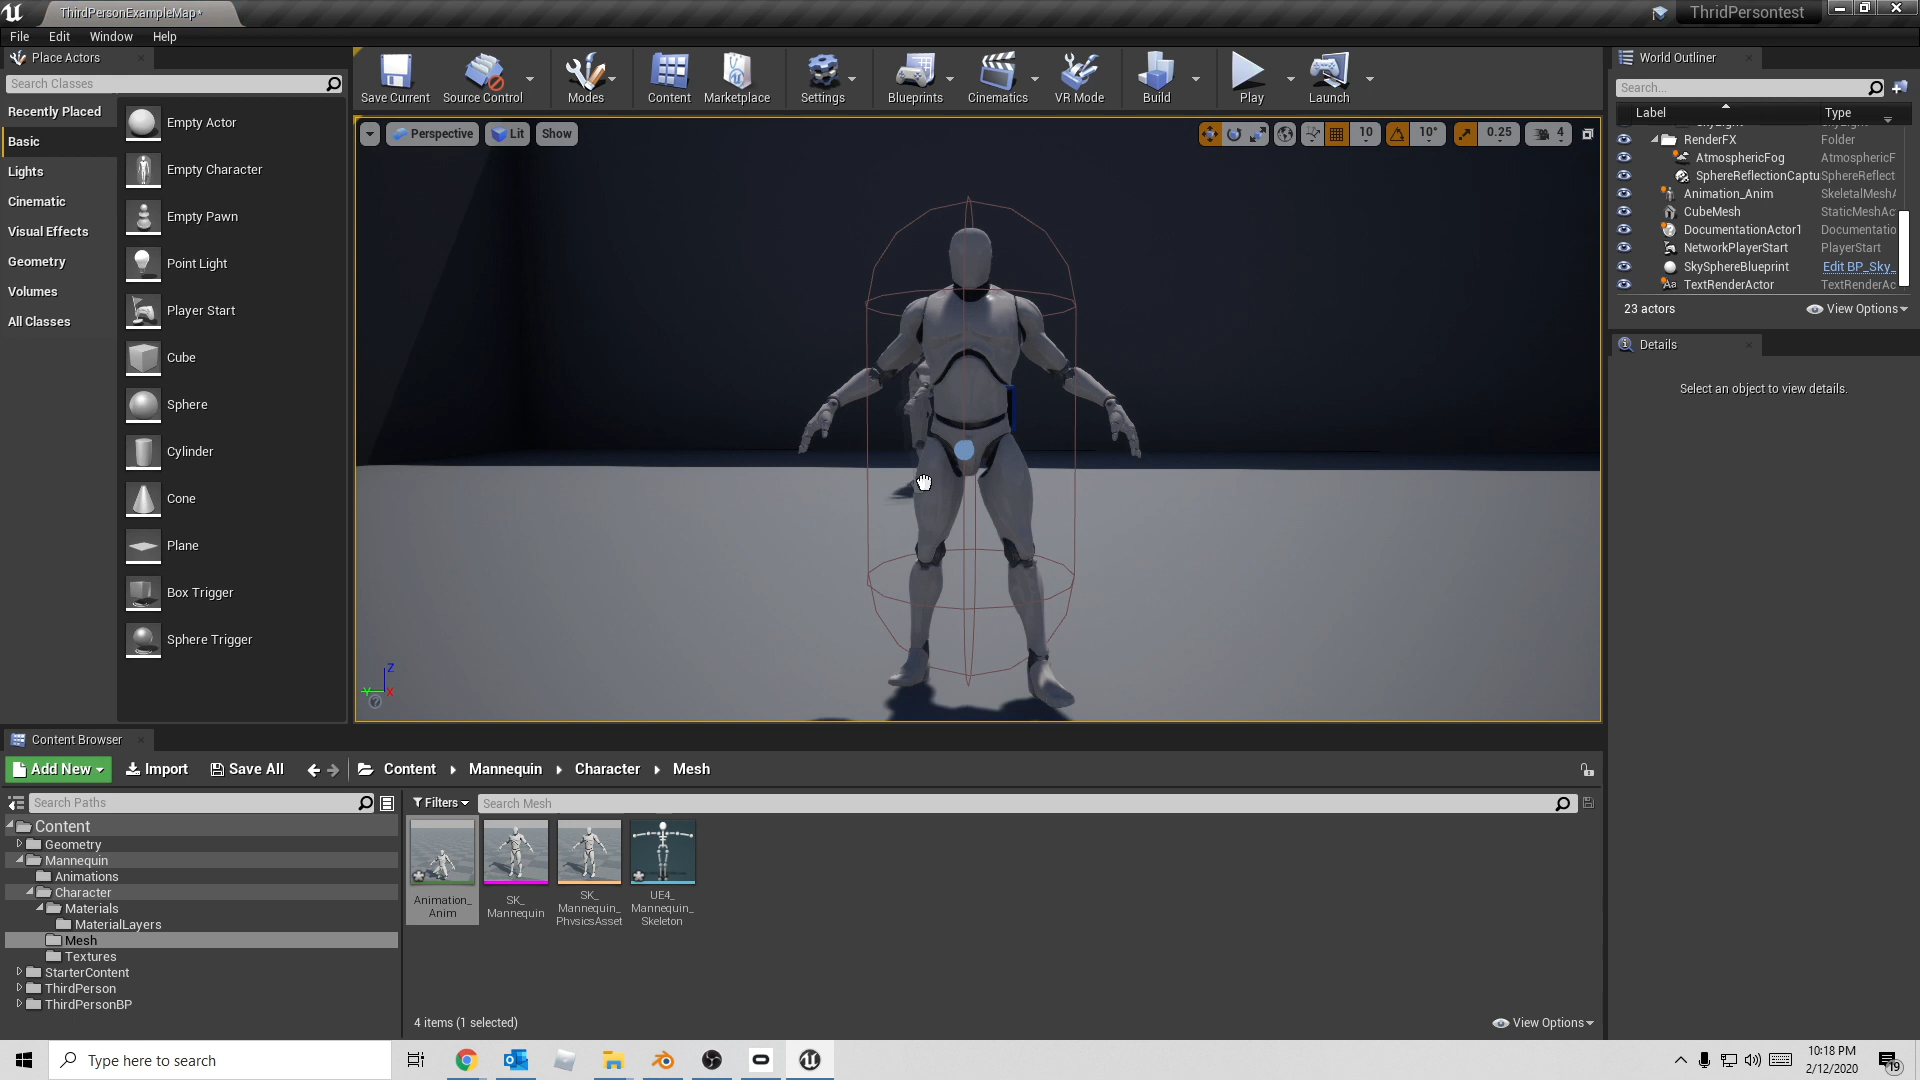 ThirdPersonExampleMap*
ThridPersontest
File Edit Window Help
Place Actors
Search Classes
Recently Placed
Basic
Lights
Cinematic
Visual Effects
Geometry
Volumes
All Classes
Empty Actor
Empty Character
Empty Pawn
Point Light
Player Start
Cube
Sphere
Cylinder
Cone
Plane
Box Trigger
Sphere Trigger
Save Current Source Control Modes Content Marketplace Settings Blueprints Cinematics VR Mode Build Play Launch
Perspective Lit Show
10 10° 0.25 4
Z
Y X
World Outliner
Search...
Label Type
RenderFX Folder
AtmosphericFog AtmosphericF
SphereReflectionCaptu SphereReflect
Animation_Anim SkeletalMeshA
CubeMesh StaticMeshAc
DocumentationActor1 Documentatio
NetworkPlayerStart PlayerStart
SkySphereBlueprint Edit BP_Sky_
TextRenderActor TextRenderAc
23 actors View Options
Details
Select an object to view details.
Content Browser
Add New Import Save All Content Mannequin Character Mesh
Search Paths
Content
Geometry
Mannequin
Animations
Character
Materials
MaterialLayers
Mesh
Textures
StarterContent
ThirdPerson
ThirdPersonBP
Filters Search Mesh
Animation_
Anim
SK_
Mannequin
SK_
Mannequin_
PhysicsAsset
UE4_
Mannequin_
Skeleton
4 items (1 selected) View Options
Type here to search
10:18 PM
2/12/2020
19